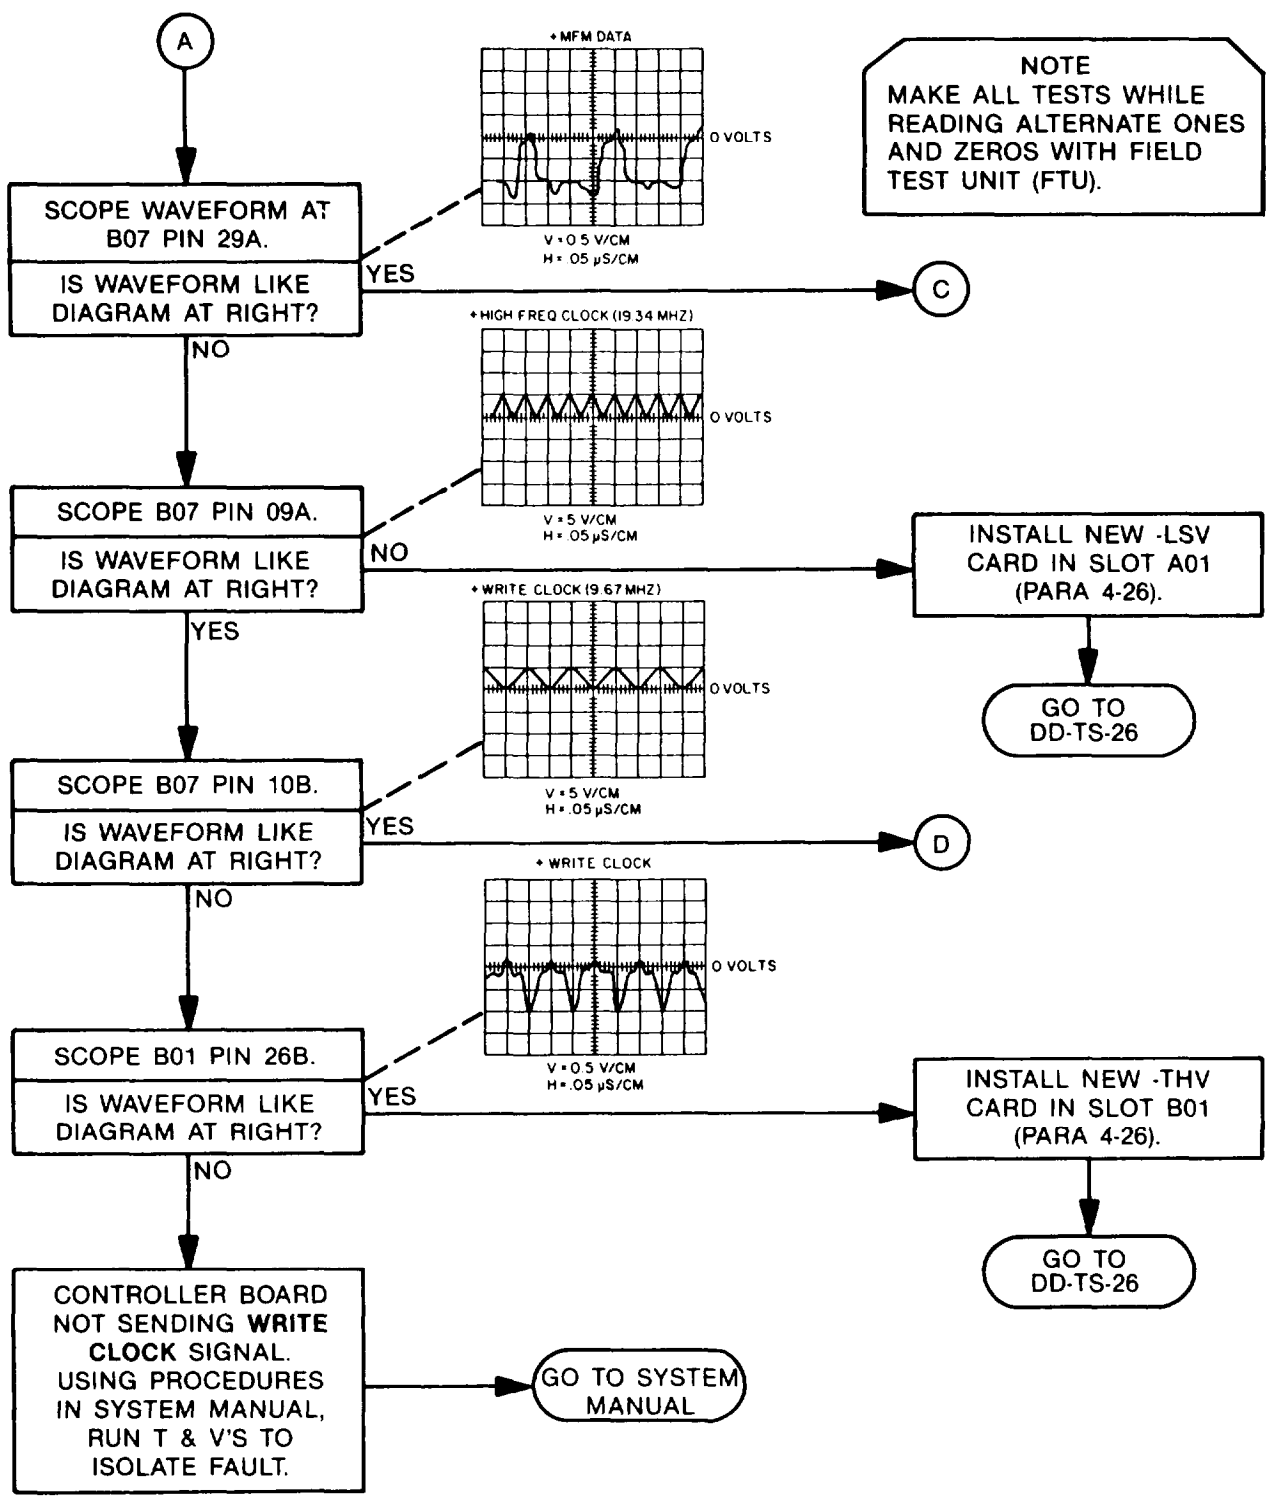 A
+ MFM DATA
0 VOLTS
V = 0.5 V/CM
H = .05 µS/CM
NOTE
MAKE ALL TESTS WHILE
READING ALTERNATE ONES
AND ZEROS WITH FIELD
TEST UNIT (FTU).
SCOPE WAVEFORM AT
B07 PIN 29A.
IS WAVEFORM LIKE
DIAGRAM AT RIGHT?
YES
C
NO
+ HIGH FREQ CLOCK (19.34 MHZ)
0 VOLTS
V = 5 V/CM
H = .05 µS/CM
SCOPE B07 PIN 09A.
IS WAVEFORM LIKE
DIAGRAM AT RIGHT?
NO
INSTALL NEW -LSV
CARD IN SLOT A01
(PARA 4-26).
GO TO
DD-TS-26
YES
+ WRITE CLOCK (9.67 MHZ)
0 VOLTS
V = 5 V/CM
H = .05 µS/CM
SCOPE B07 PIN 10B.
IS WAVEFORM LIKE
DIAGRAM AT RIGHT?
YES
D
NO
+ WRITE CLOCK
0 VOLTS
V = 0.5 V/CM
H = .05 µS/CM
SCOPE B01 PIN 26B.
IS WAVEFORM LIKE
DIAGRAM AT RIGHT?
YES
INSTALL NEW -THV
CARD IN SLOT B01
(PARA 4-26).
GO TO
DD-TS-26
NO
CONTROLLER BOARD
NOT SENDING WRITE
CLOCK SIGNAL.
USING PROCEDURES
IN SYSTEM MANUAL,
RUN T & V'S TO
ISOLATE FAULT.
GO TO SYSTEM
MANUAL